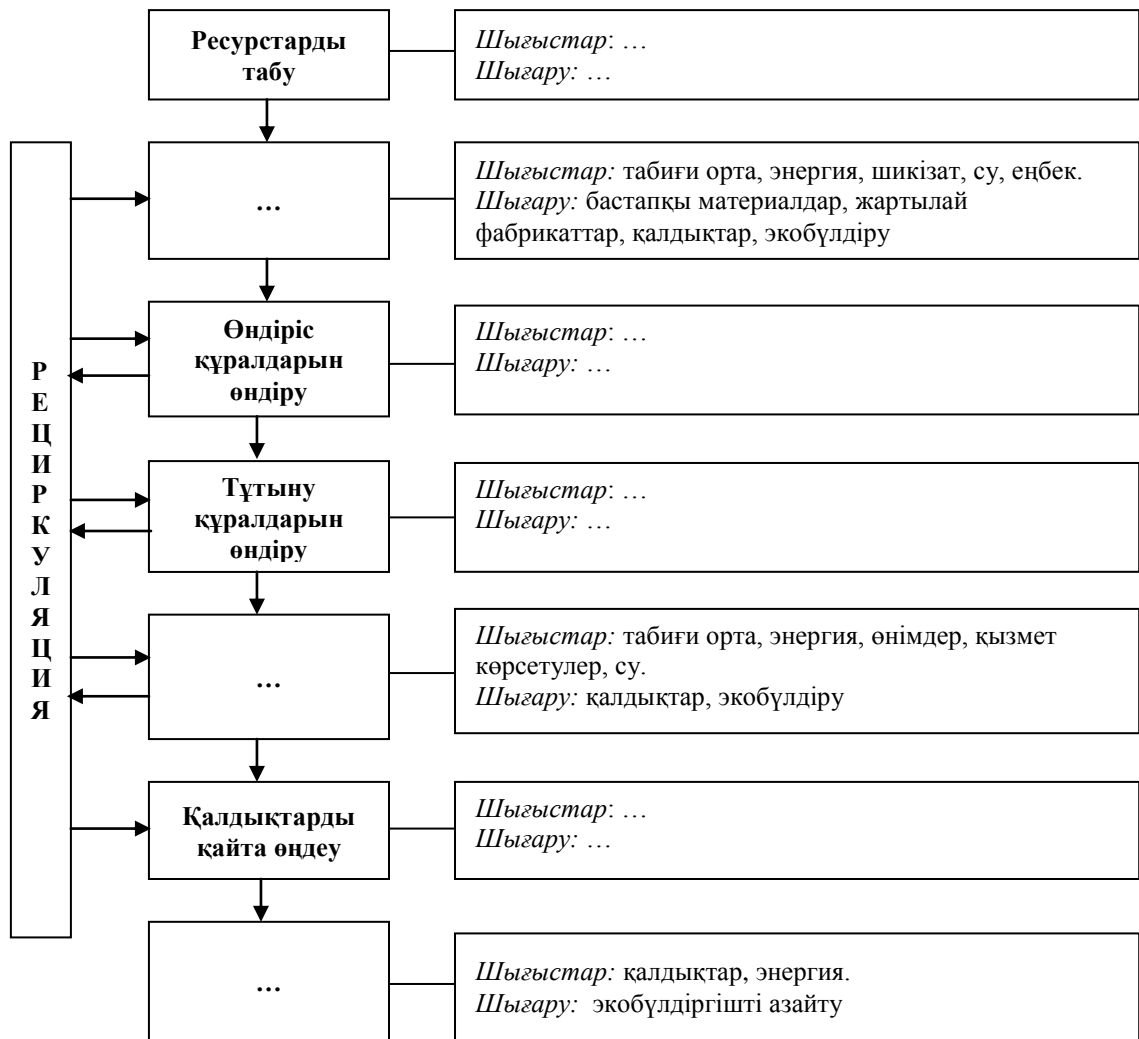 Ресурстарды
табу
Шығыстар: …
Шығару: …
…
Шығыстар: табиғи орта, энергия, шикізат, су, еңбек.
Шығару: бастапқы материалдар, жартылай
фабрикаттар, қалдықтар, экобүлдіру
Өндіріс
құралдарын
өндіру
Шығыстар: …
Шығару: …
Тұтыну
құралдарын
өндіру
Шығыстар: …
Шығару: …
…
Шығыстар: табиғи орта, энергия, өнімдер, қызмет
көрсетулер, су.
Шығару: қалдықтар, экобүлдіру
Қалдықтарды
қайта өңдеу
Шығыстар: …
Шығару: …
…
Шығыстар: қалдықтар, энергия.
Шығару: экобүлдіргішті азайту
РЕЦИРКУЛЯЦИЯ